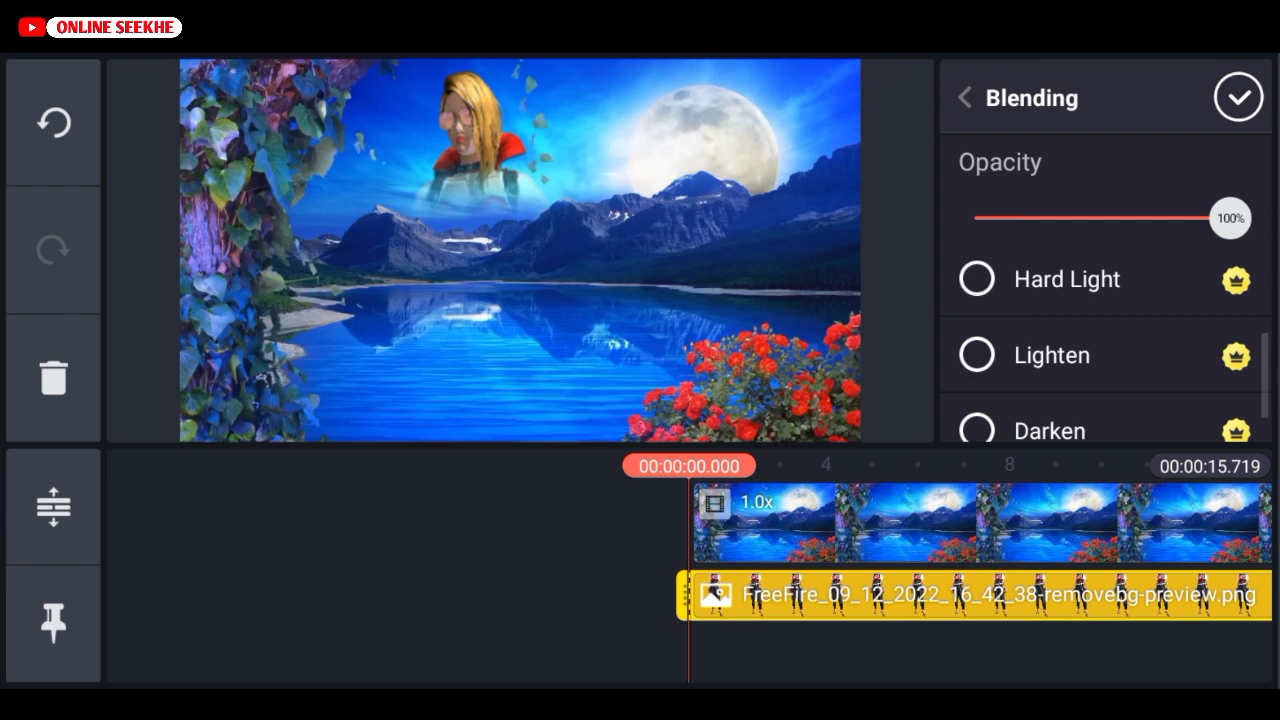 ONLINE SEEKHE
Blending
Opacity
100%
Hard Light
Lighten
Darken
00:00:00.000
4
8
00:00:15.719
1.0x
FreeFire_09_12_2022_16_42_38-removebg-preview.png